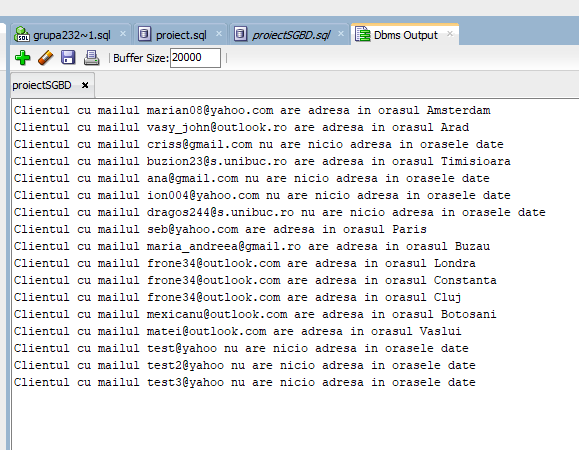 grupa232~1.sql × proiect.sql × proiectSGBD.sql × Dbms Output ×
Buffer Size: 20000
proiectSGBD ×
Clientul cu mailul marian08@yahoo.com are adresa in orasul Amsterdam
Clientul cu mailul vasy_john@outlook.ro are adresa in orasul Arad
Clientul cu mailul criss@gmail.com nu are nicio adresa in orasele date
Clientul cu mailul buzion23@s.unibuc.ro are adresa in orasul Timisioara
Clientul cu mailul ana@gmail.com nu are nicio adresa in orasele date
Clientul cu mailul ion004@yahoo.com nu are nicio adresa in orasele date
Clientul cu mailul dragos244@s.unibuc.ro nu are nicio adresa in orasele date
Clientul cu mailul seb@yahoo.com are adresa in orasul Paris
Clientul cu mailul maria_andreea@gmail.ro are adresa in orasul Buzau
Clientul cu mailul frone34@outlook.com are adresa in orasul Londra
Clientul cu mailul frone34@outlook.com are adresa in orasul Constanta
Clientul cu mailul frone34@outlook.com are adresa in orasul Cluj
Clientul cu mailul mexicanu@outlook.com are adresa in orasul Botosani
Clientul cu mailul matei@outlook.com are adresa in orasul Vaslui
Clientul cu mailul test@yahoo nu are nicio adresa in orasele date
Clientul cu mailul test2@yahoo nu are nicio adresa in orasele date
Clientul cu mailul test3@yahoo nu are nicio adresa in orasele date